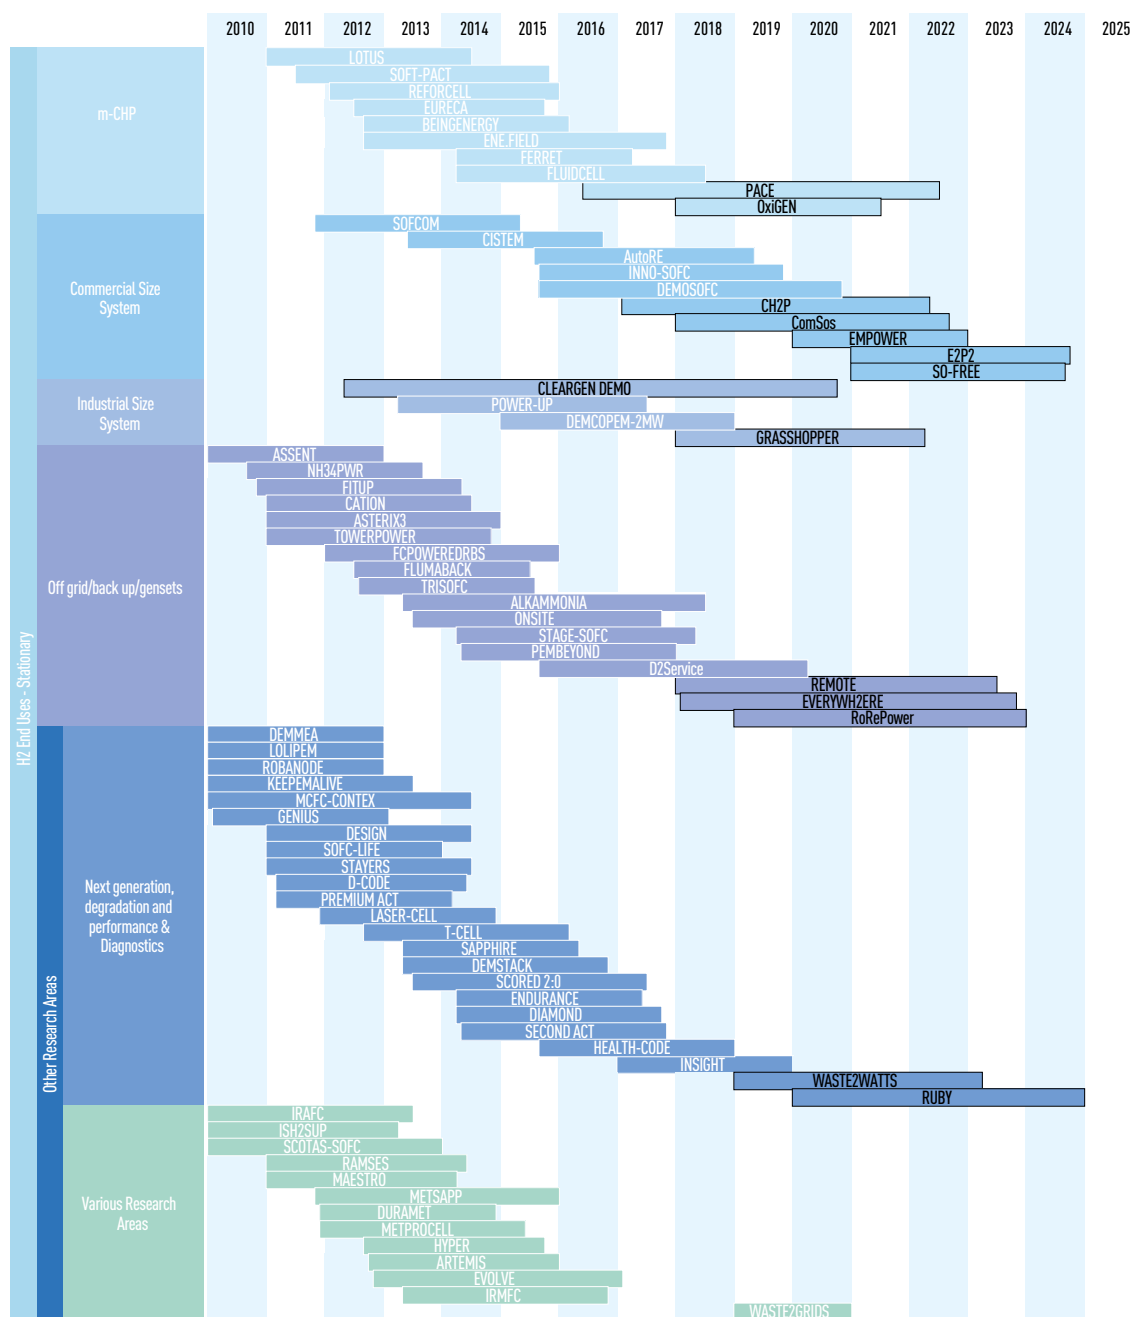 2010 2011 2012 2013 2014 2015 2016 2017 2018 2019 2020 2021 2022 2023 2024 2025
H2 End Uses - Stationary
m-CHP
LOTUS
SOFT-PACT
REFORCELL
EURECA
BEINGENERGY
ENE.FIELD
FERRET
FLUIDCELL
PACE
OxiGEN
Commercial Size
System
SOFCOM
CISTEM
AutoRE
INNO-SOFC
DEMOSOFC
CH2P
ComSos
EMPOWER
E2P2
SO-FREE
Industrial Size
System
CLEARGEN DEMO
POWER-UP
DEMCOPEM-2MW
GRASSHOPPER
Off grid/back up/gensets
ASSENT
NH34PWR
FITUP
CATION
ASTERIX3
TOWERPOWER
FCPOWEREDRBS
FLUMABACK
TRISOFC
ALKAMMONIA
ONSITE
STAGE-SOFC
PEMBEYOND
D2Service
REMOTE
EVERYWH2ERE
RoRePower
Other Research Areas
Next generation,
degradation and
performance &
Diagnostics
DEMMEA
LOLIPEM
ROBANODE
KEEPEMALIVE
MCFC-CONTEX
GENIUS
DESIGN
SOFC-LIFE
STAYERS
D-CODE
PREMIUM ACT
LASER-CELL
T-CELL
SAPPHIRE
DEMSTACK
SCORED 2:0
ENDURANCE
DIAMOND
SECOND ACT
HEALTH-CODE
INSIGHT
WASTE2WATTS
RUBY
Various Research
Areas
IRAFC
ISH2SUP
SCOTAS-SOFC
RAMSES
MAESTRO
METSAPP
DURAMET
METPROCELL
HYPER
ARTEMIS
EVOLVE
IRMFC
WASTE2GRIDS